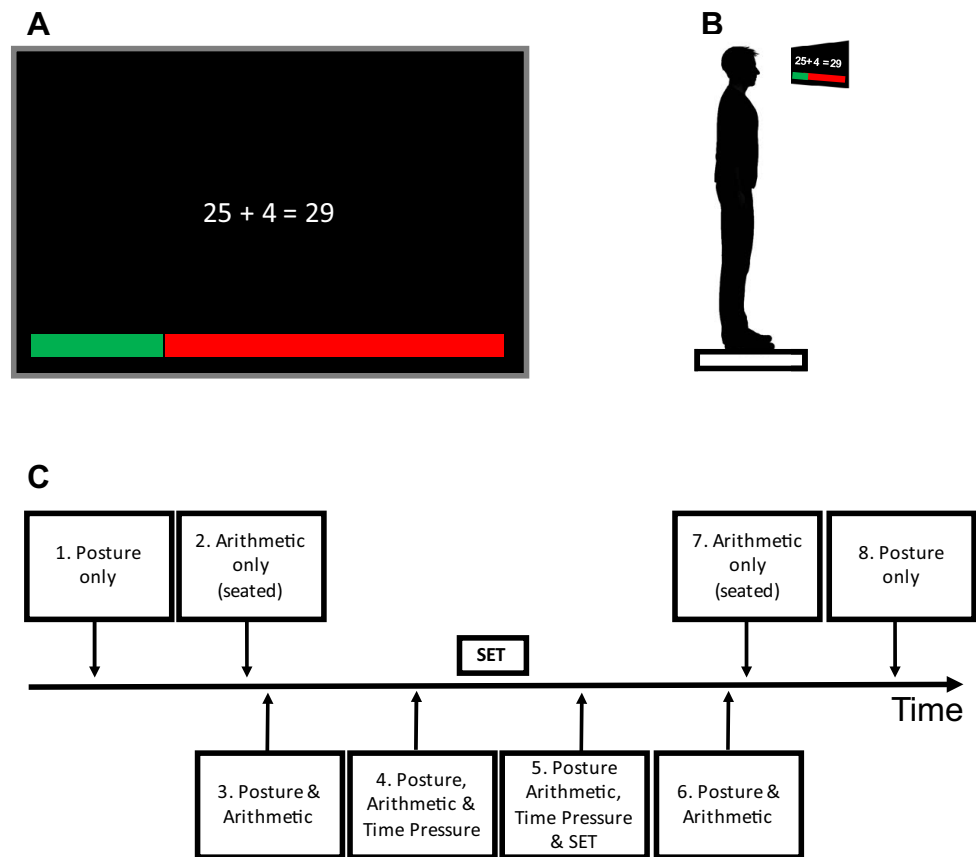 A
25 + 4 = 29
B
25+ 4 = 29
C
1. Posture
only
2. Arithmetic
only
(seated)
7. Arithmetic
only
(seated)
8. Posture
only
SET
Time
3. Posture &
Arithmetic
4. Posture,
Arithmetic &
Time Pressure
5. Posture
Arithmetic,
Time Pressure
& SET
6. Posture &
Arithmetic